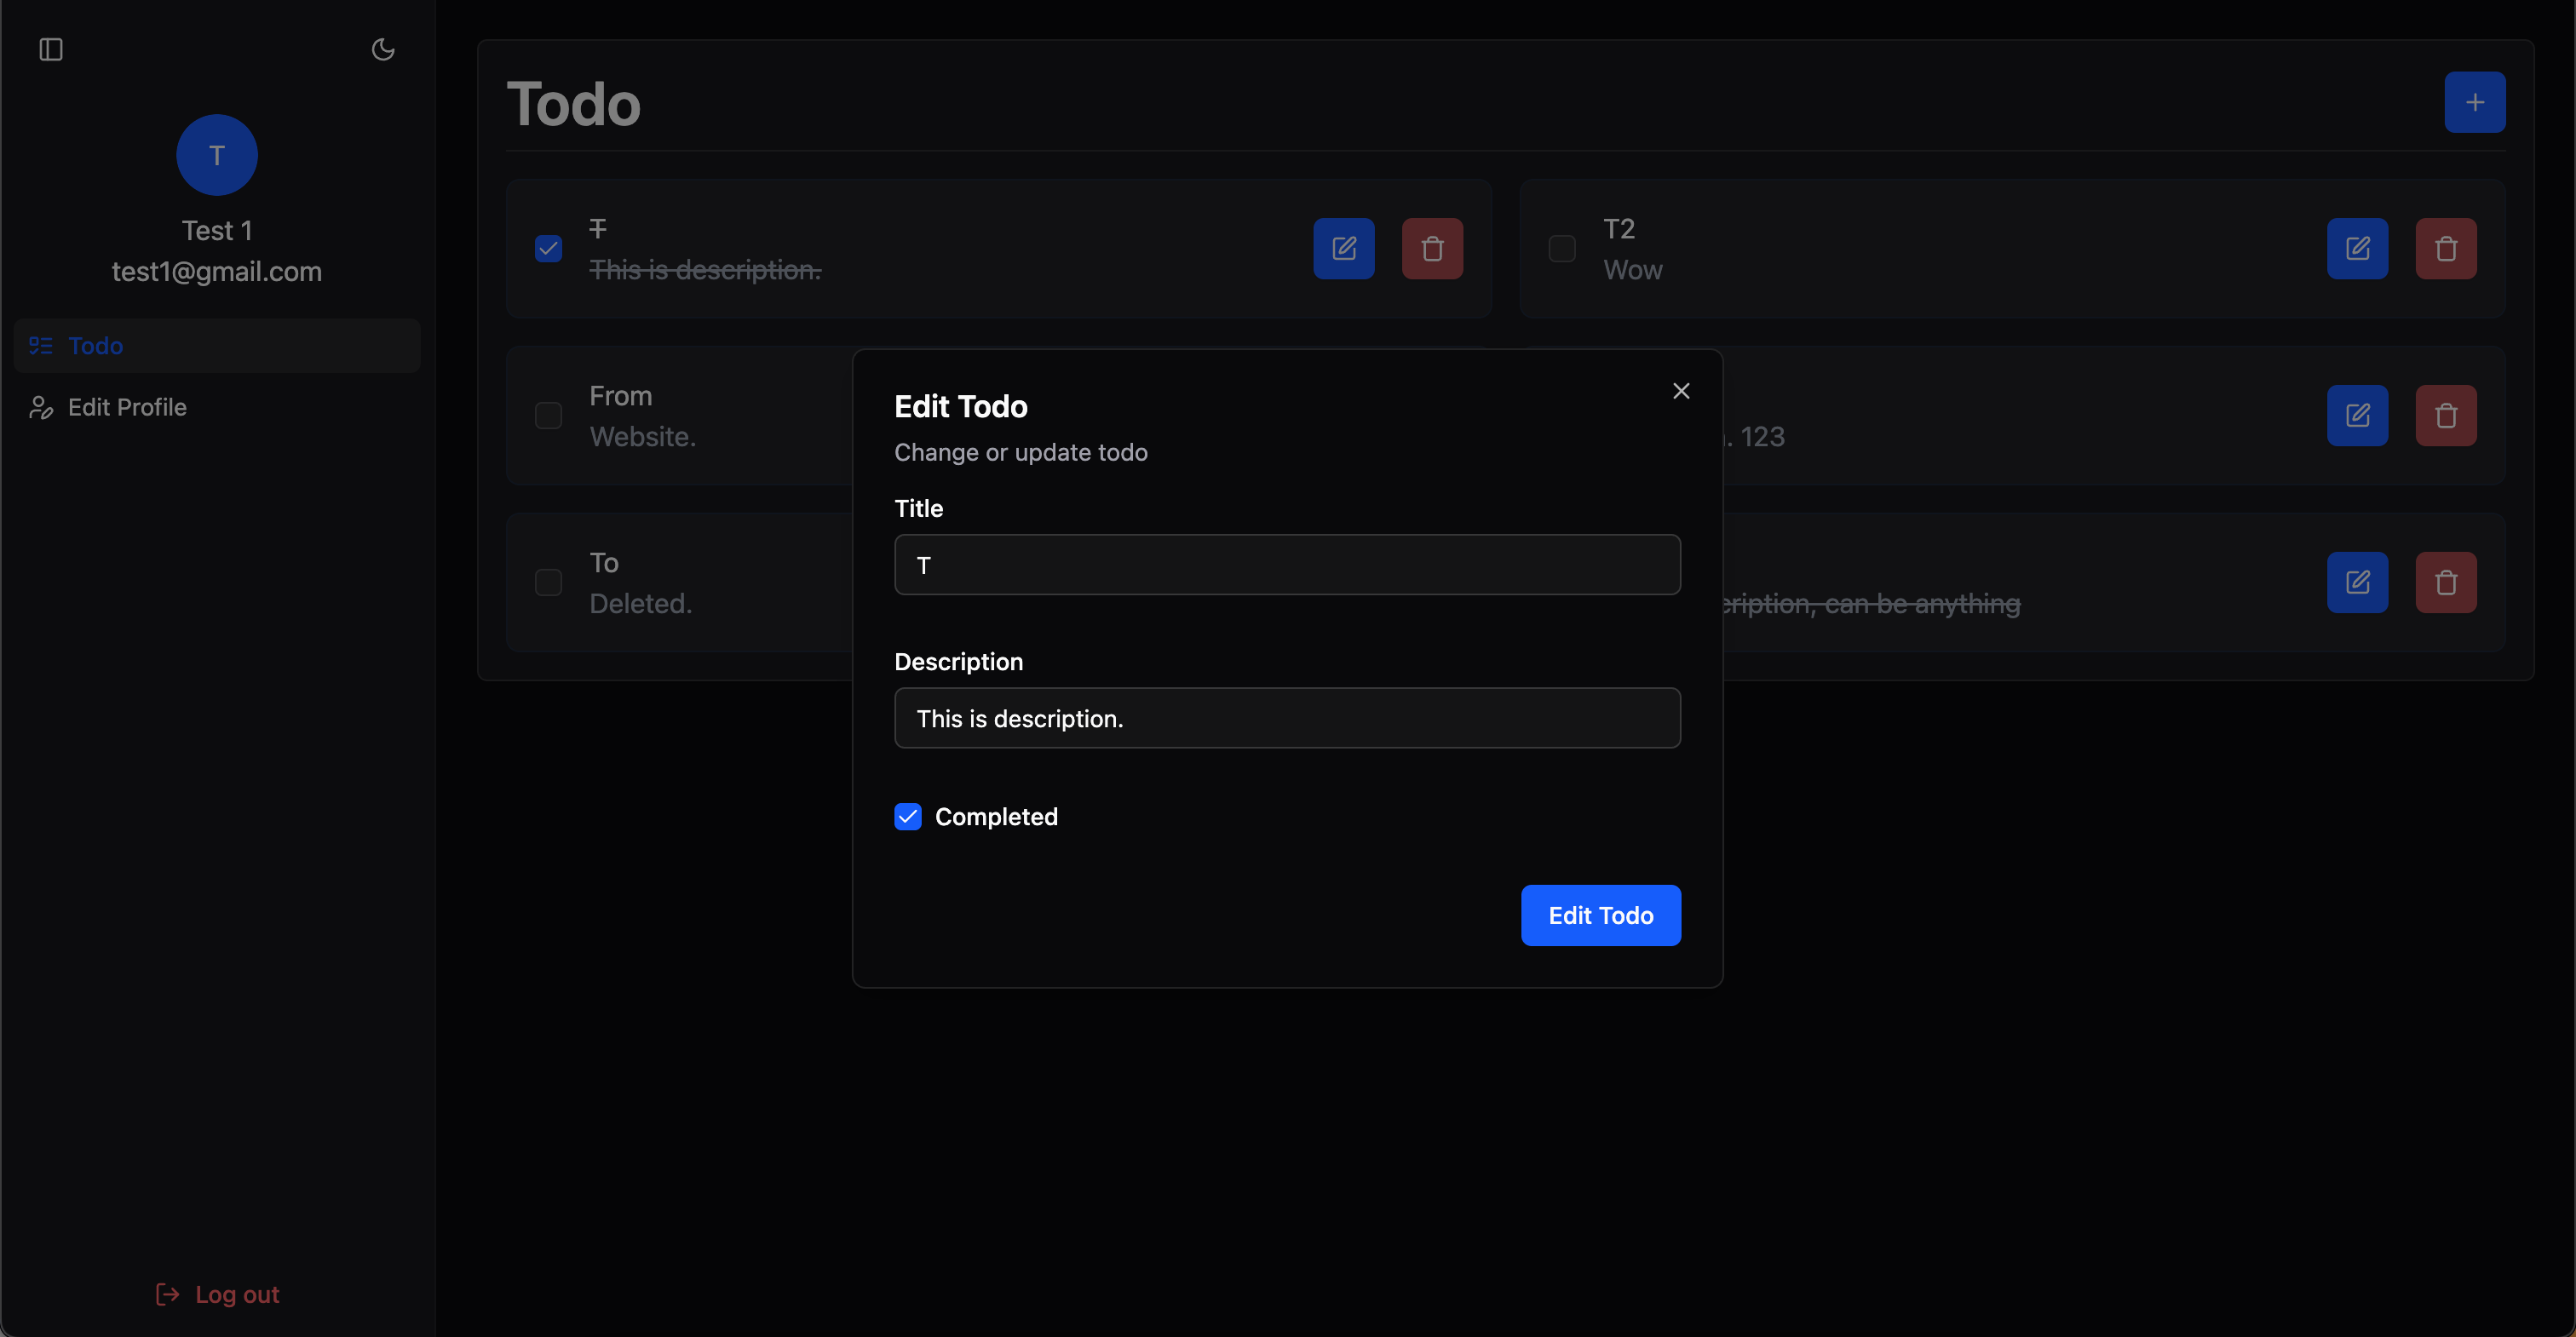 T
Test 1
test1@gmail.com
Todo
Edit Profile
Log out
Todo
T
This is description.
T2
Wow
From
Website.
123
To
Deleted.
can be anything
Edit Todo
Change or update todo
Title
T
Description
This is description.
Completed
Edit Todo